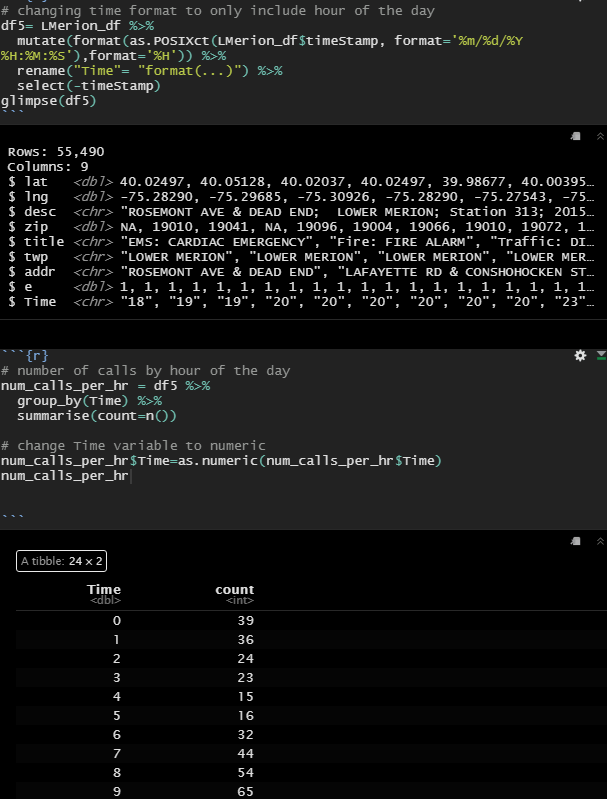 # changing time format to only include hour of the day
df5= LMerion_df %>%
mutate(format(as.POSIXct(LMerion_df$timeStamp, format='%m/%d/%Y
%H:%M:%S'),format='%H')) %>%
rename("Time"= "format(...)") %>%
select(-timeStamp)
glimpse(df5)
```
Rows: 55,490
Columns: 9
$ lat <dbl> 40.02497, 40.05128, 40.02037, 40.02497, 39.98677, 40.00395…
$ lng <dbl> -75.28290, -75.29685, -75.30926, -75.28290, -75.27543, -75…
$ desc <chr> "ROSEMONT AVE & DEAD END; LOWER MERION; Station 313; 2015…
$ zip <dbl> NA, 19010, 19041, NA, 19096, 19004, 19066, 19010, 19072, 1…
$ title <chr> "EMS: CARDIAC EMERGENCY", "Fire: FIRE ALARM", "Traffic: DI…
$ twp <chr> "LOWER MERION", "LOWER MERION", "LOWER MERION", "LOWER MER…
$ addr <chr> "ROSEMONT AVE & DEAD END", "LAFAYETTE RD & CONSHOHOCKEN ST…
$ e <dbl> 1, 1, 1, 1, 1, 1, 1, 1, 1, 1, 1, 1, 1, 1, 1, 1, 1, 1, 1, 1…
$ Time <chr> "18", "19", "19", "20", "20", "20", "20", "20", "20", "23"…
```{r}
# number of calls by hour of the day
num_calls_per_hr = df5 %>%
group_by(Time) %>%
summarise(count=n())
# change Time variable to numeric
num_calls_per_hr$Time=as.numeric(num_calls_per_hr$Time)
num_calls_per_hr
```
A tibble: 24 × 2
Time count
<dbl> <int>
0 39
1 36
2 24
3 23
4 15
5 16
6 32
7 44
8 54
9 65